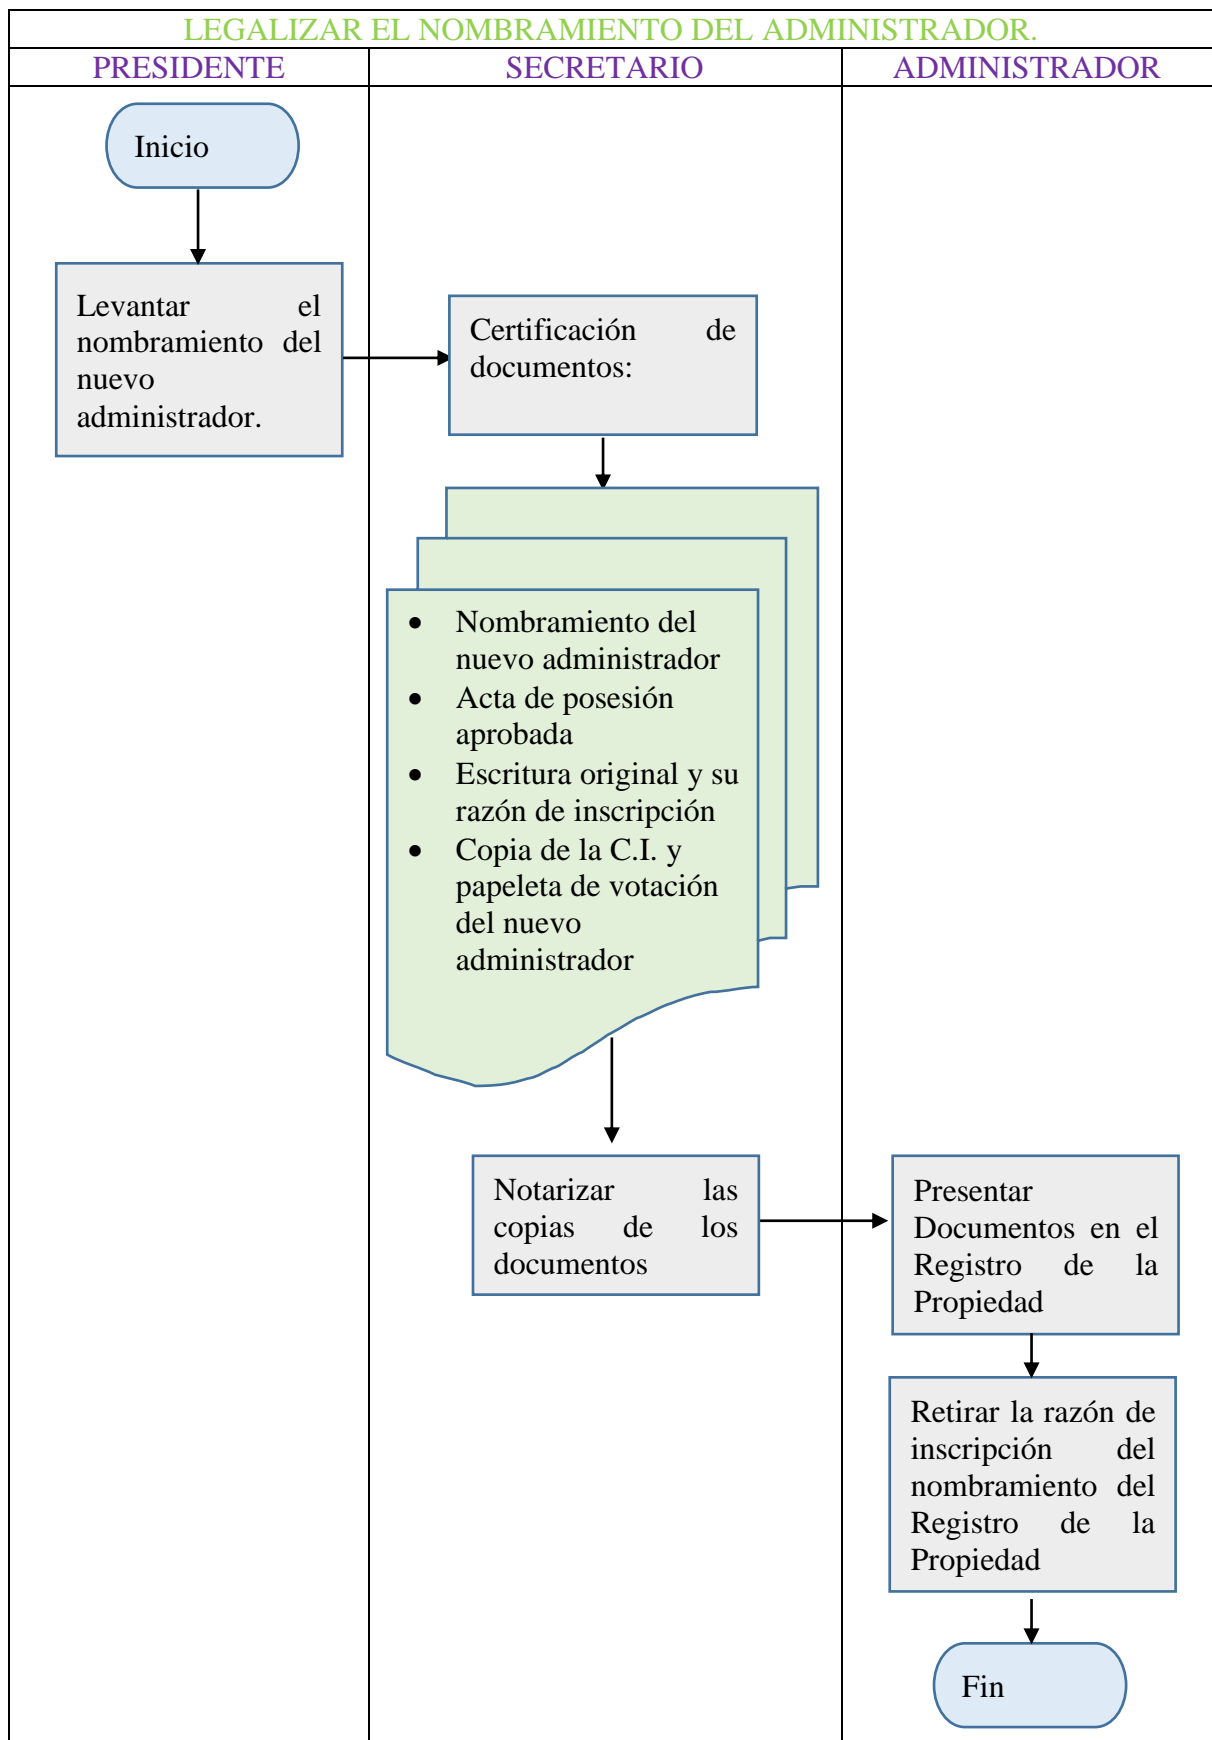 LEGALIZAR EL NOMBRAMIENTO DEL ADMINISTRADOR.
PRESIDENTE
SECRETARIO
ADMINISTRADOR
Inicio
Levantar el
nombramiento del
nuevo
administrador.
Certificación de
documentos:
• Nombramiento del
nuevo administrador
• Acta de posesión
aprobada
• Escritura original y su
razón de inscripción
• Copia de la C.I. y
papeleta de votación
del nuevo
administrador
Notarizar las
copias de los
documentos
Presentar
Documentos en el
Registro de la
Propiedad
Retirar la razón de
inscripción del
nombramiento del
Registro de la
Propiedad
Fin